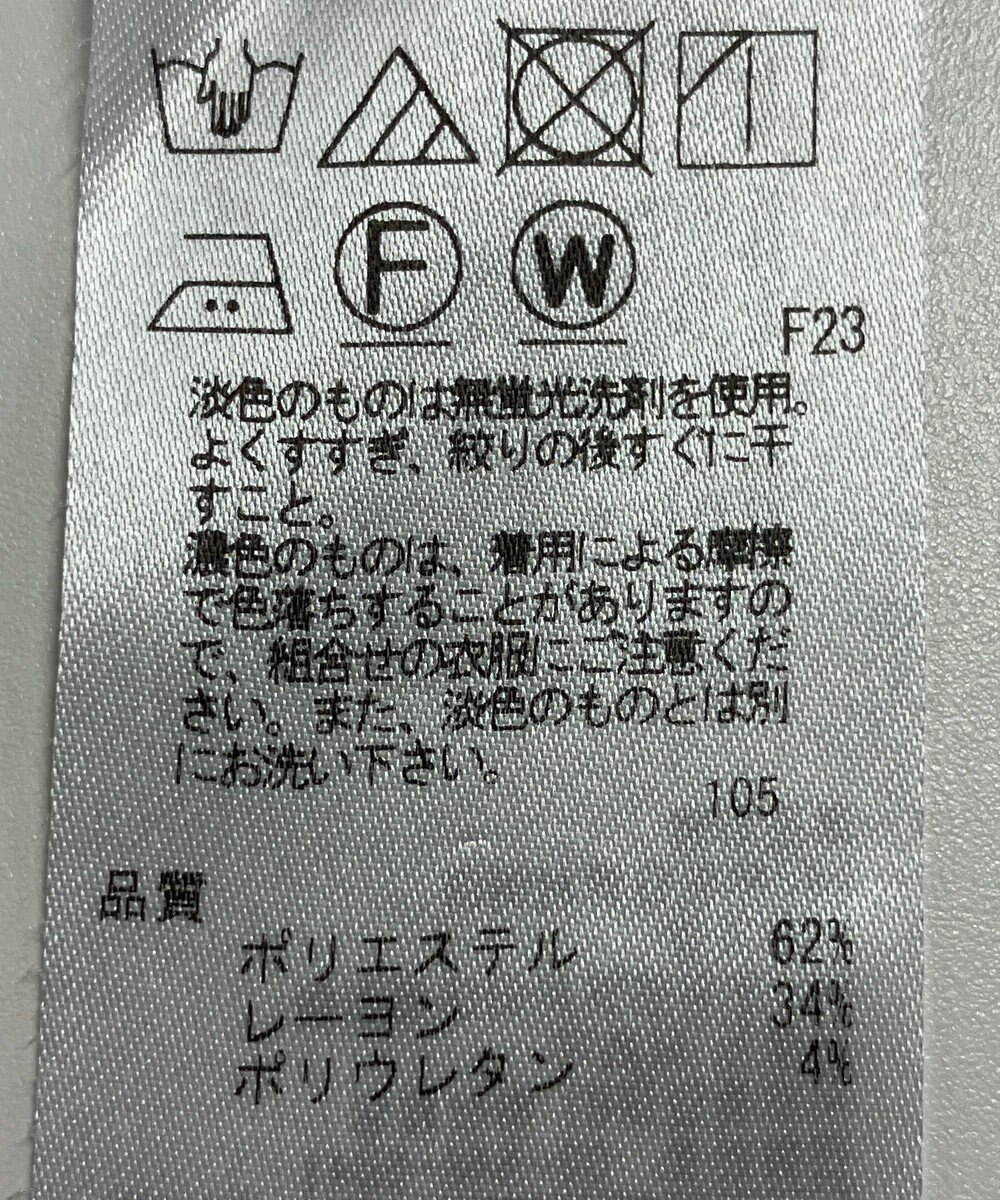 F W
F23
淡色のものは無蛍光洗剤を使用。
よくすすぎ、絞りの後すぐに干
すこと。
濃色のものは、着用による摩擦
で色落ちすることがありますの
で、組合せの衣服にご注意くだ
さい。また、淡色のものとは別
にお洗い下さい。
105
品質
ポリエステル 62%
レーヨン 34%
ポリウレタン 4%